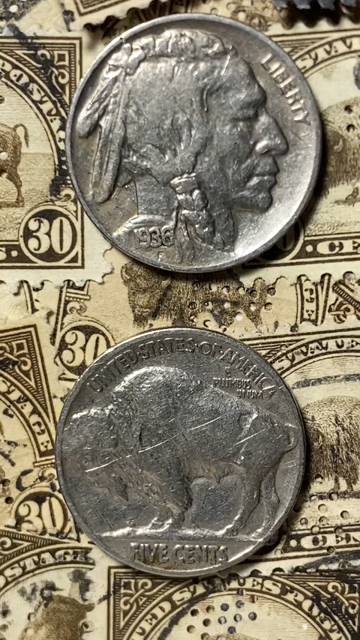 LIBERTY
30
1936
F
30
UNITED STATES OF AMERICA
E
PLURIBUS
UNUM
30
FIVE CENTS